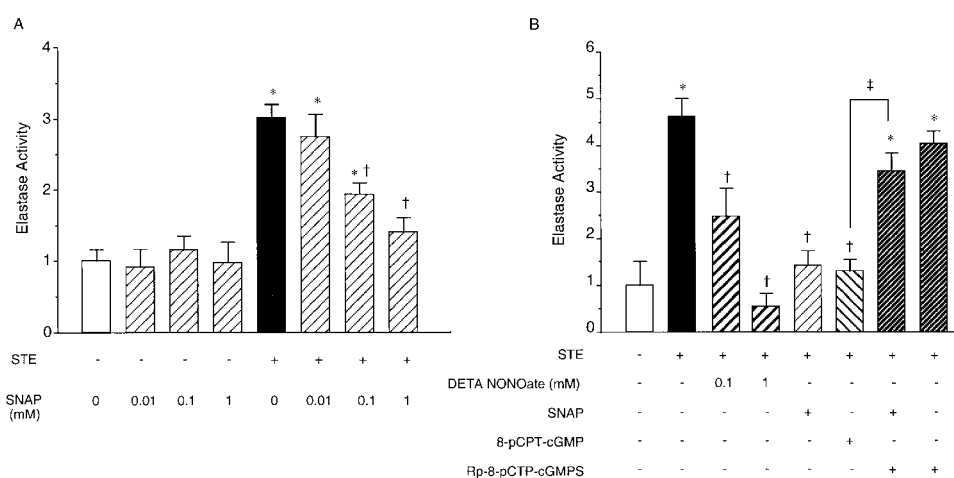 A
Elastase Activity
4
3
2
1
0
*
*
* †
†
STE - - - - + + + +
SNAP (mM) 0 0.01 0.1 1 0 0.01 0.1 1
B
Elastase Activity
6
5
4
3
2
1
0
*
†
†
†
†
‡
*
*
STE - + + + + + + +
DETA NONOate (mM) - - 0.1 1 - - - -
SNAP - - - - + - + -
8-pCPT-cGMP - - - - - + - -
Rp-8-pCTP-cGMPS - - - - - - + +